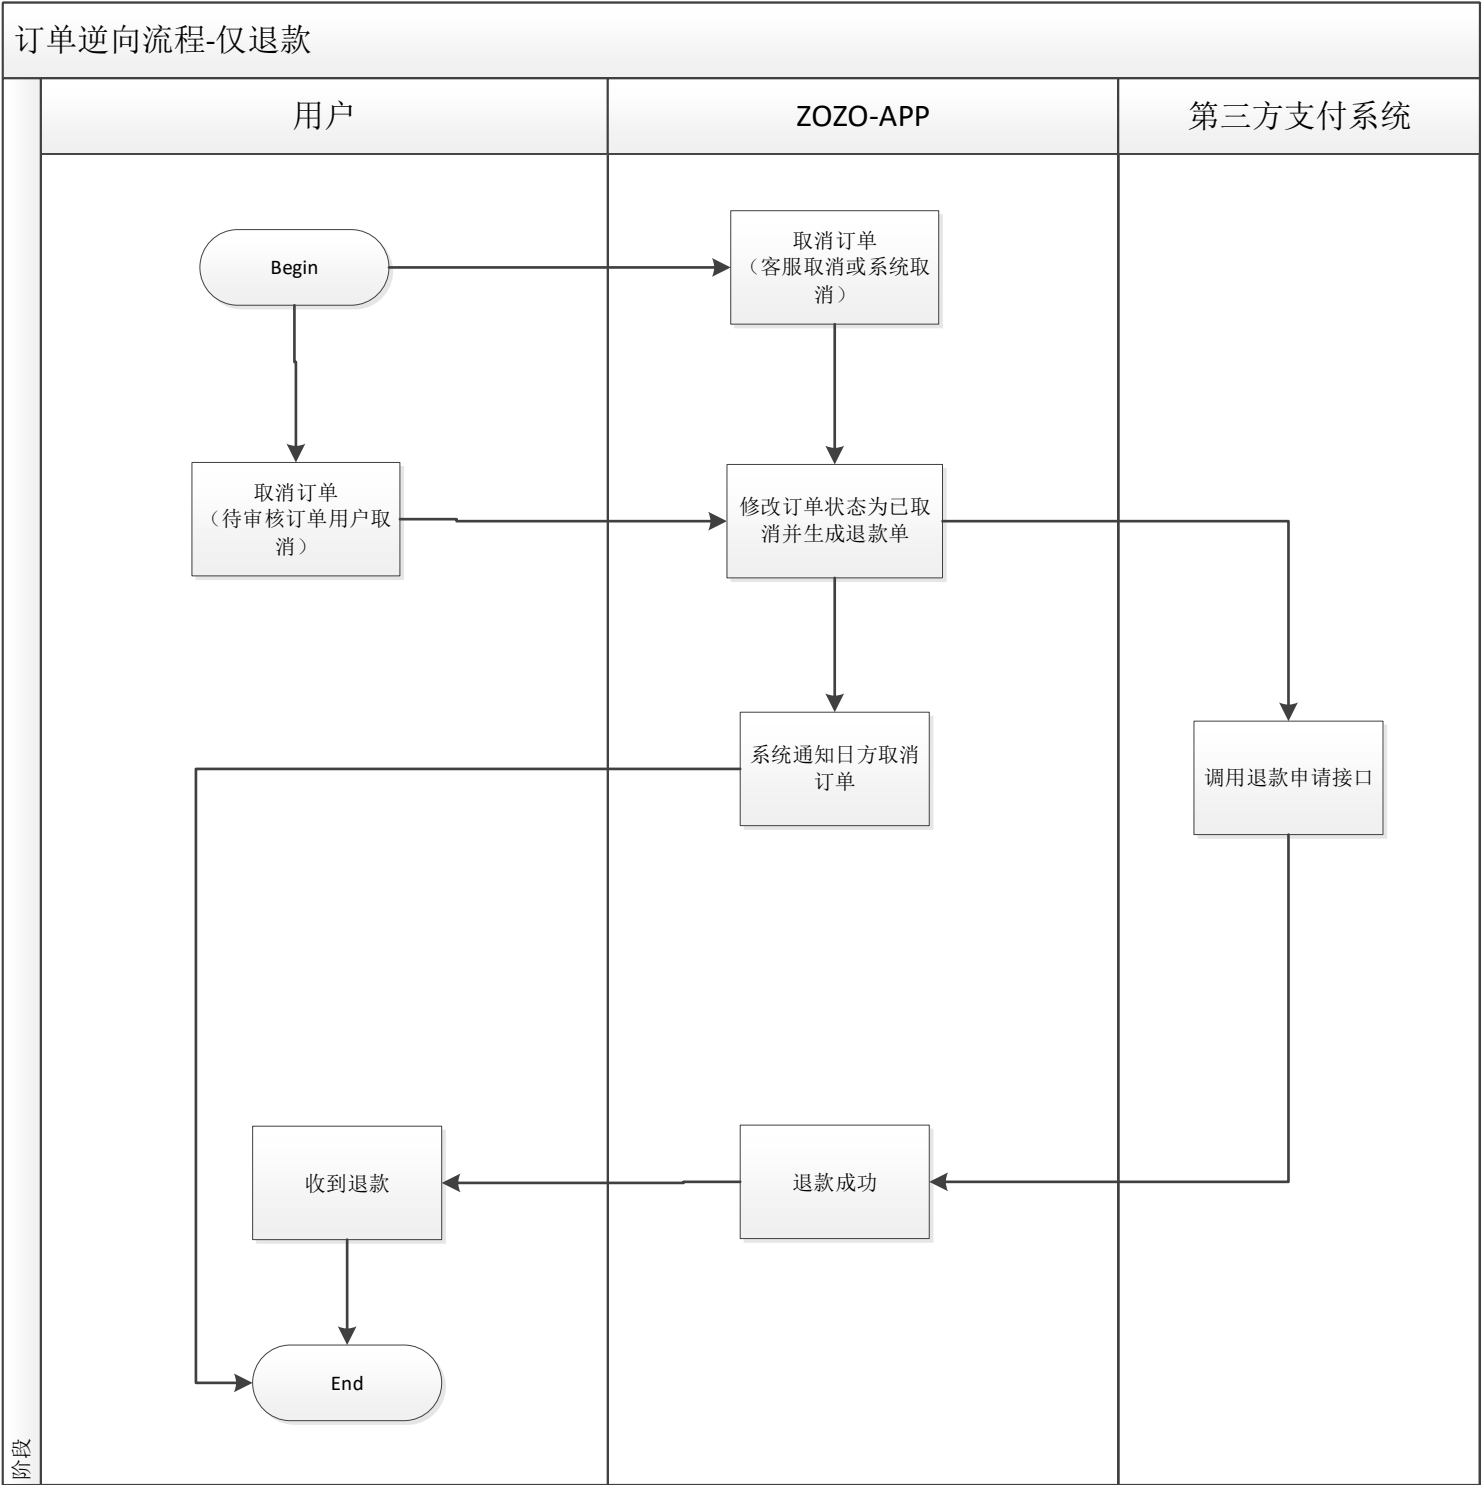 订单逆向流程-仅退款
用户
ZOZO-APP
第三方支付系统
Begin
取消订单
（客服取消或系统取
消）
取消订单
（待审核订单用户取
消）
修改订单状态为已取
消并生成退款单
系统通知日方取消
订单
调用退款申请接口
收到退款
退款成功
End
阶段